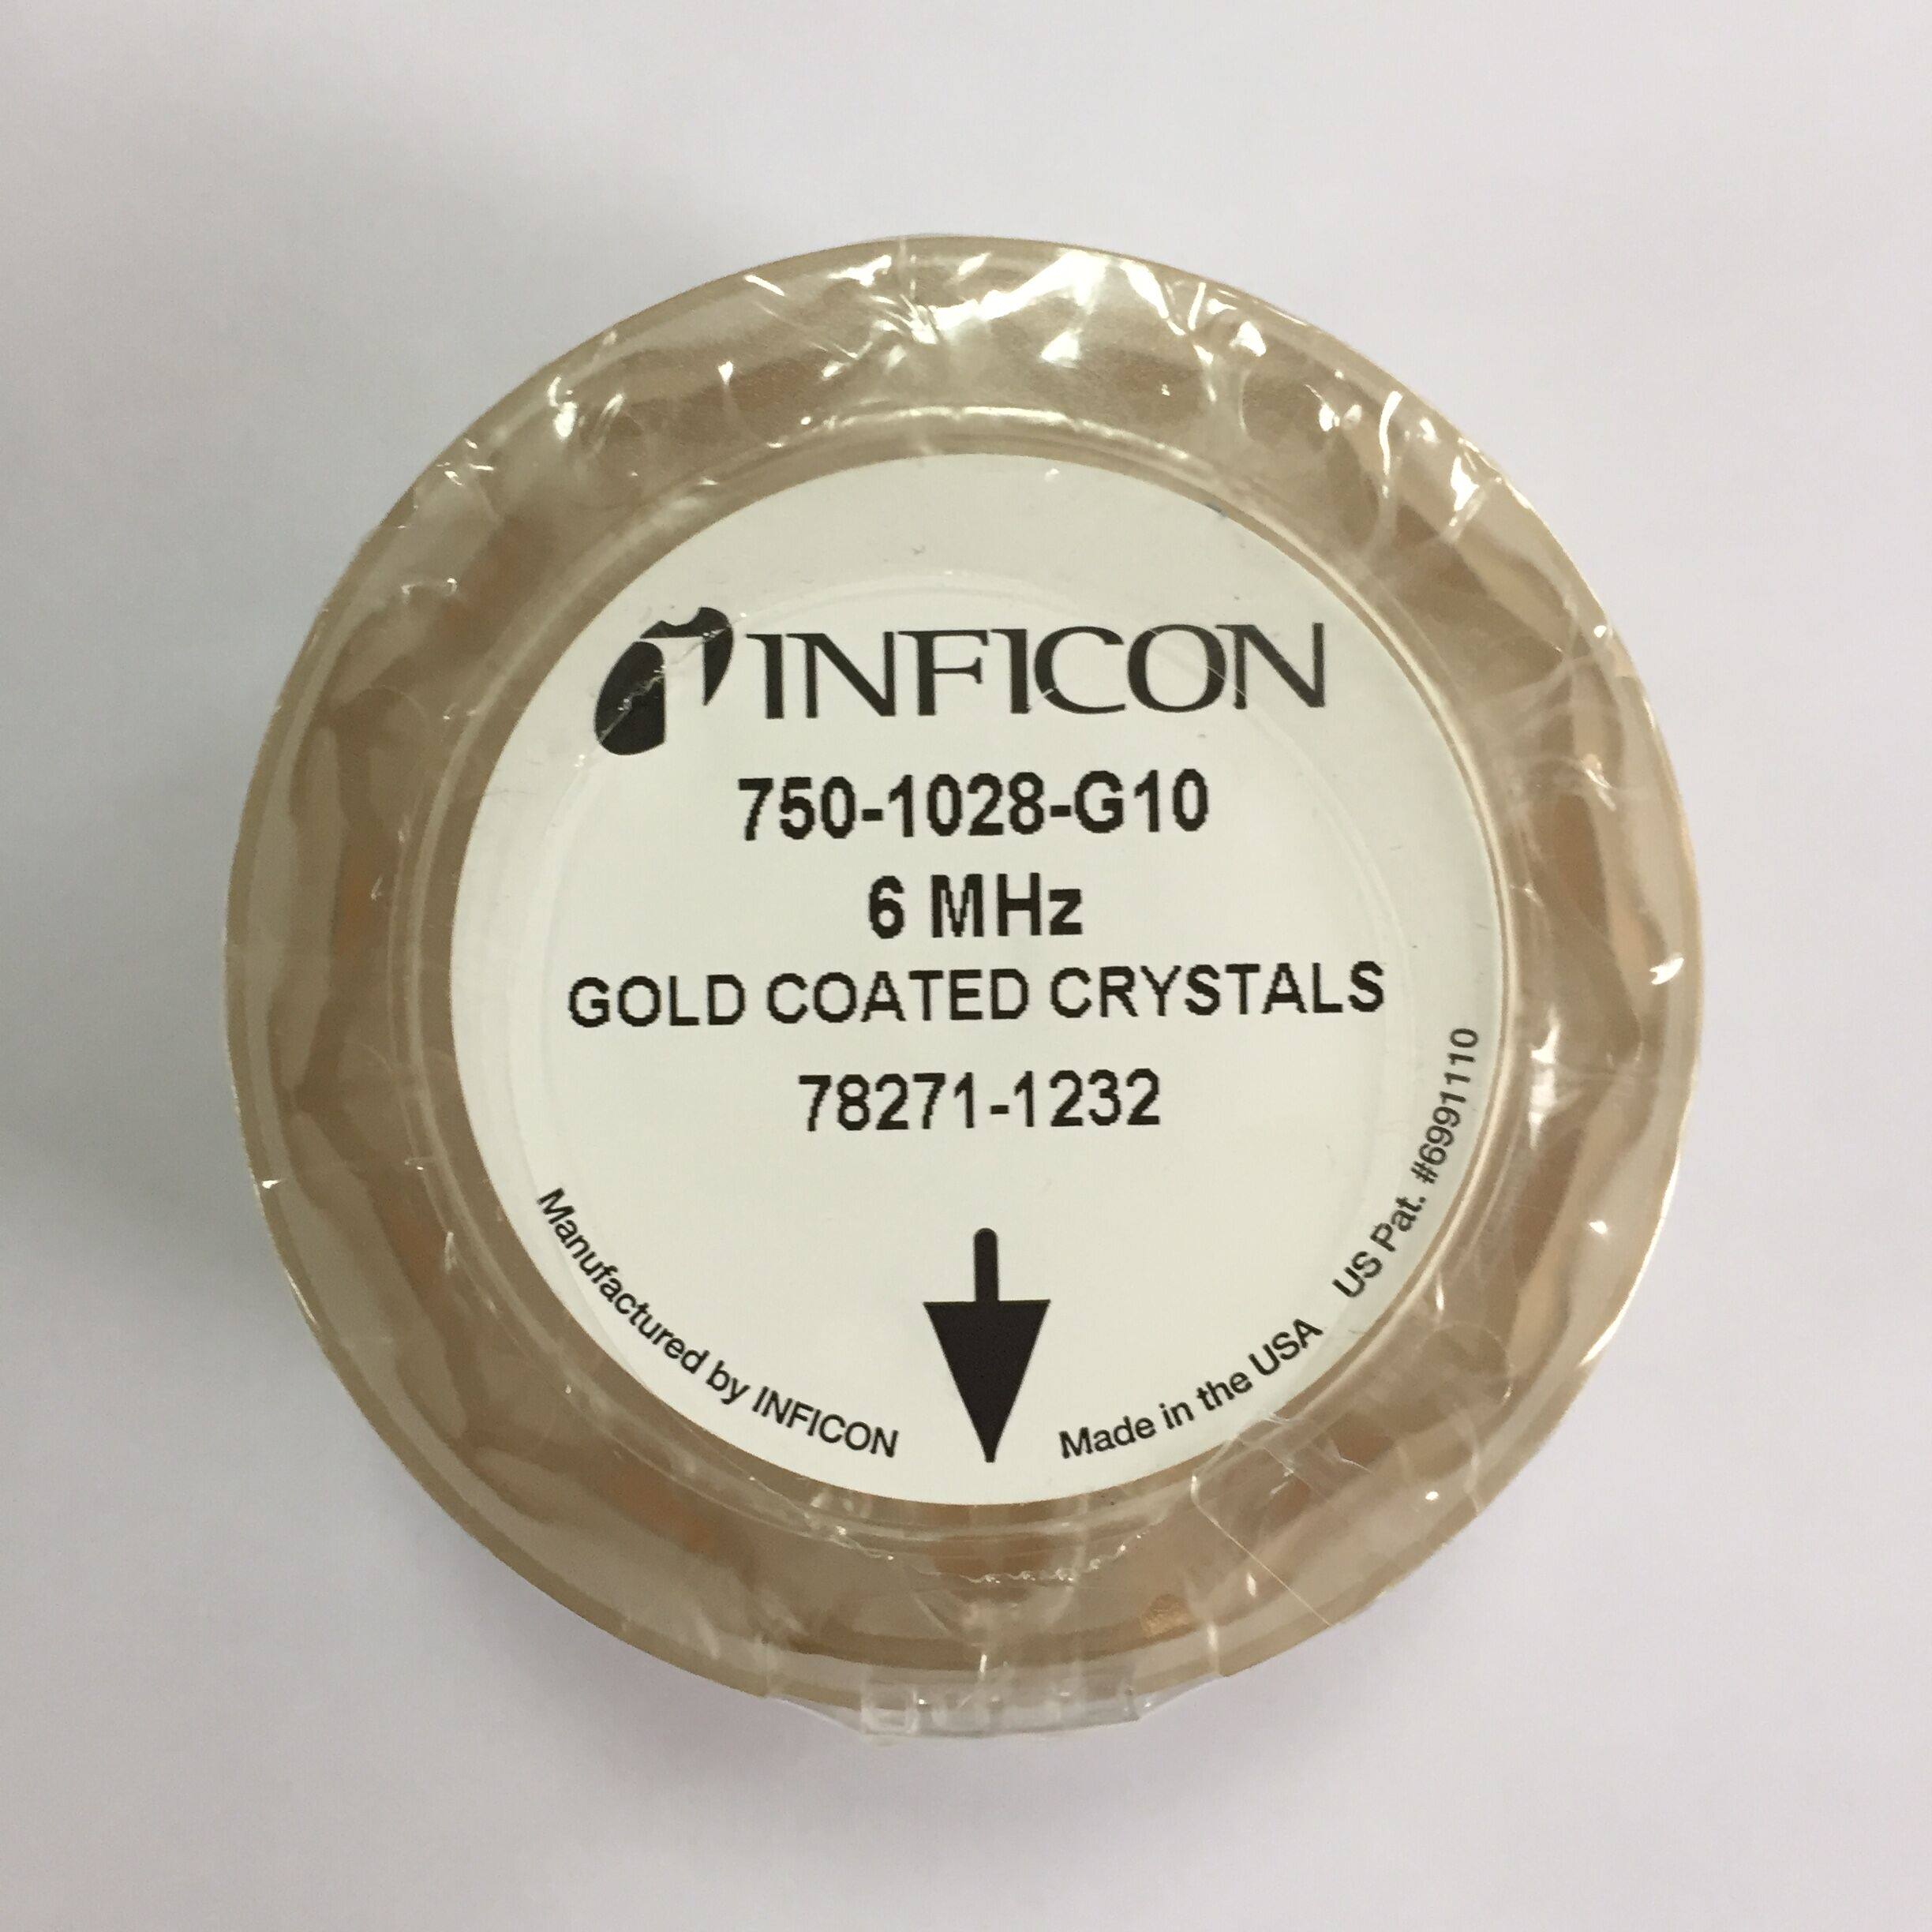 INFICON
750-1028-G10
6 MHz
GOLD COATED CRYSTALS
78271-1232
Manufactured by INFICON
Made in the USA
US Pat. #6991110